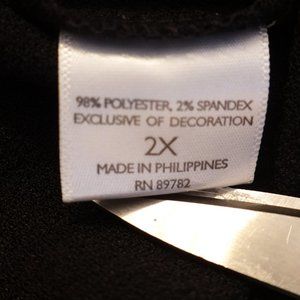 98% POLYESTER, 2% SPANDEX
EXCLUSIVE OF DECORATION
2X
MADE IN PHILIPPINES
RN 89782